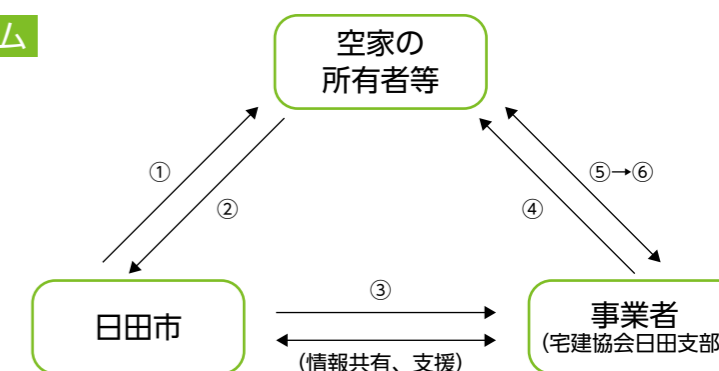 ム
空家の
所有者等
①
⑤→⑥
②
④
③
日田市
事業者
(宅建協会日田支部
(情報共有、支援)